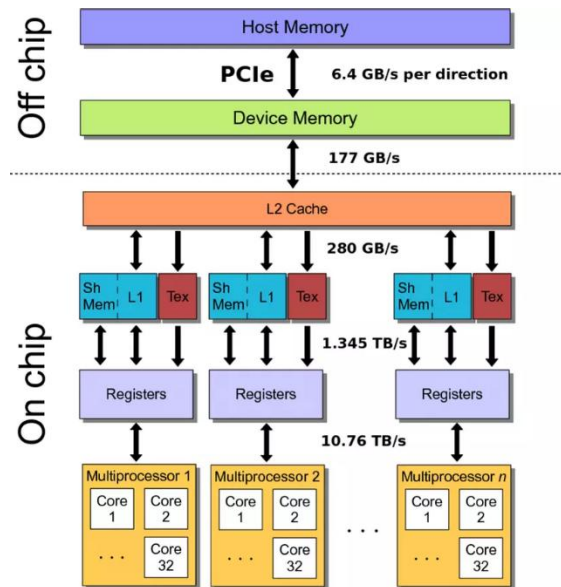 Off chip
Host Memory
PCIe
6.4 GB/s per direction
Device Memory
177 GB/s
On chip
L2 Cache
280 GB/s
Sh
Mem
L1
Tex
Sh
Mem
L1
Tex
Sh
Mem
L1
Tex
1.345 TB/s
Registers
Registers
Registers
10.76 TB/s
Multiprocessor 1
Core
1
Core
2
. . .
Core
32
Multiprocessor 2
Core
1
Core
2
. . .
Core
32
. . .
Multiprocessor n
Core
1
Core
2
. . .
Core
32